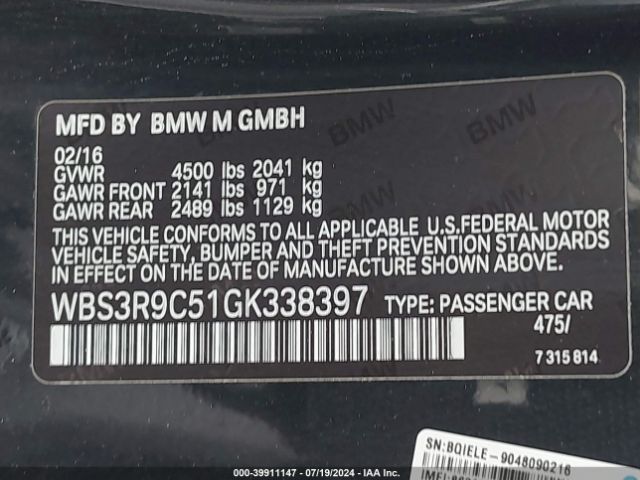 MFD BY BMW M GMBH
02/16
GVWR 4500 lbs 2041 kg
GAWR FRONT 2141 lbs 971 kg
GAWR REAR 2489 lbs 1129 kg
THIS VEHICLE CONFORMS TO ALL APPLICABLE U.S.FEDERAL MOTOR
VEHICLE SAFETY, BUMPER AND THEFT PREVENTION STANDARDS
IN EFFECT ON THE DATE OF MANUFACTURE SHOWN ABOVE.
WBS3R9C51GK338397 TYPE: PASSENGER CAR
475/
7 315 814
SN:BQIELE-9048090216
000-39911147 - 07/19/2024 - IAA Inc.